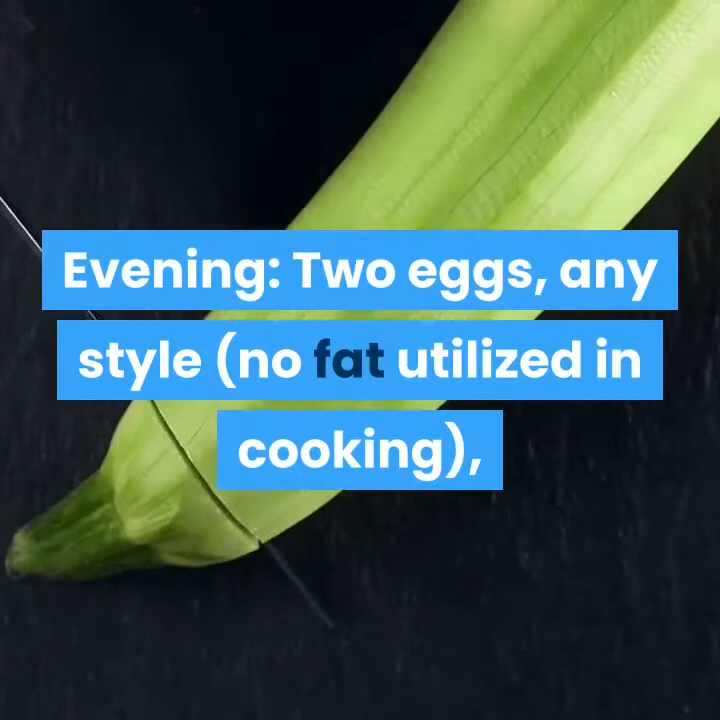 Evening: Two eggs, any
style (no fat utilized in
cooking),